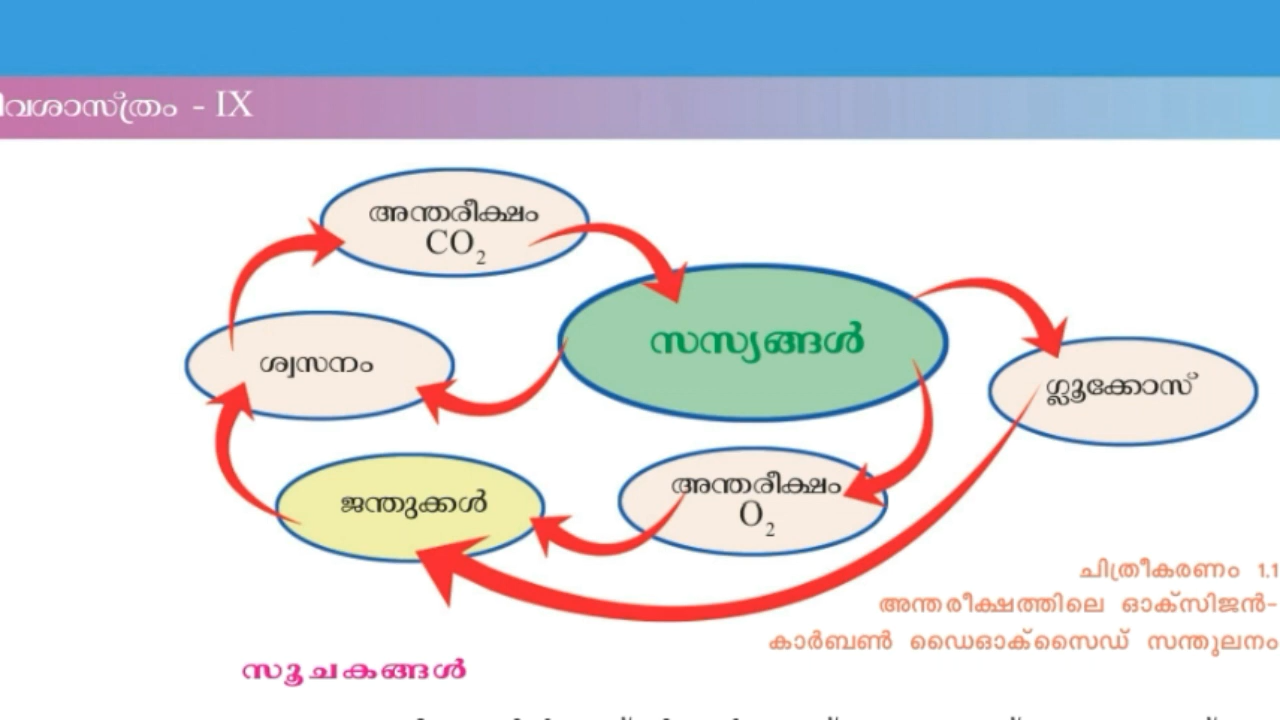 വശാസ്ത്രം - IX
അന്തരീക്ഷം
CO₂
സസ്യങ്ങൾ
ശ്വസനം
ഗ്ലൂക്കോസ്
ജന്തുക്കൾ
അന്തരീക്ഷം
O₂
ചിത്രീകരണം 1.1
അന്തരീക്ഷത്തിലെ ഓക്സിജൻ-
കാർബൺ ഡൈഓക്സൈഡ് സന്തുലനം
സൂചകങ്ങൾ